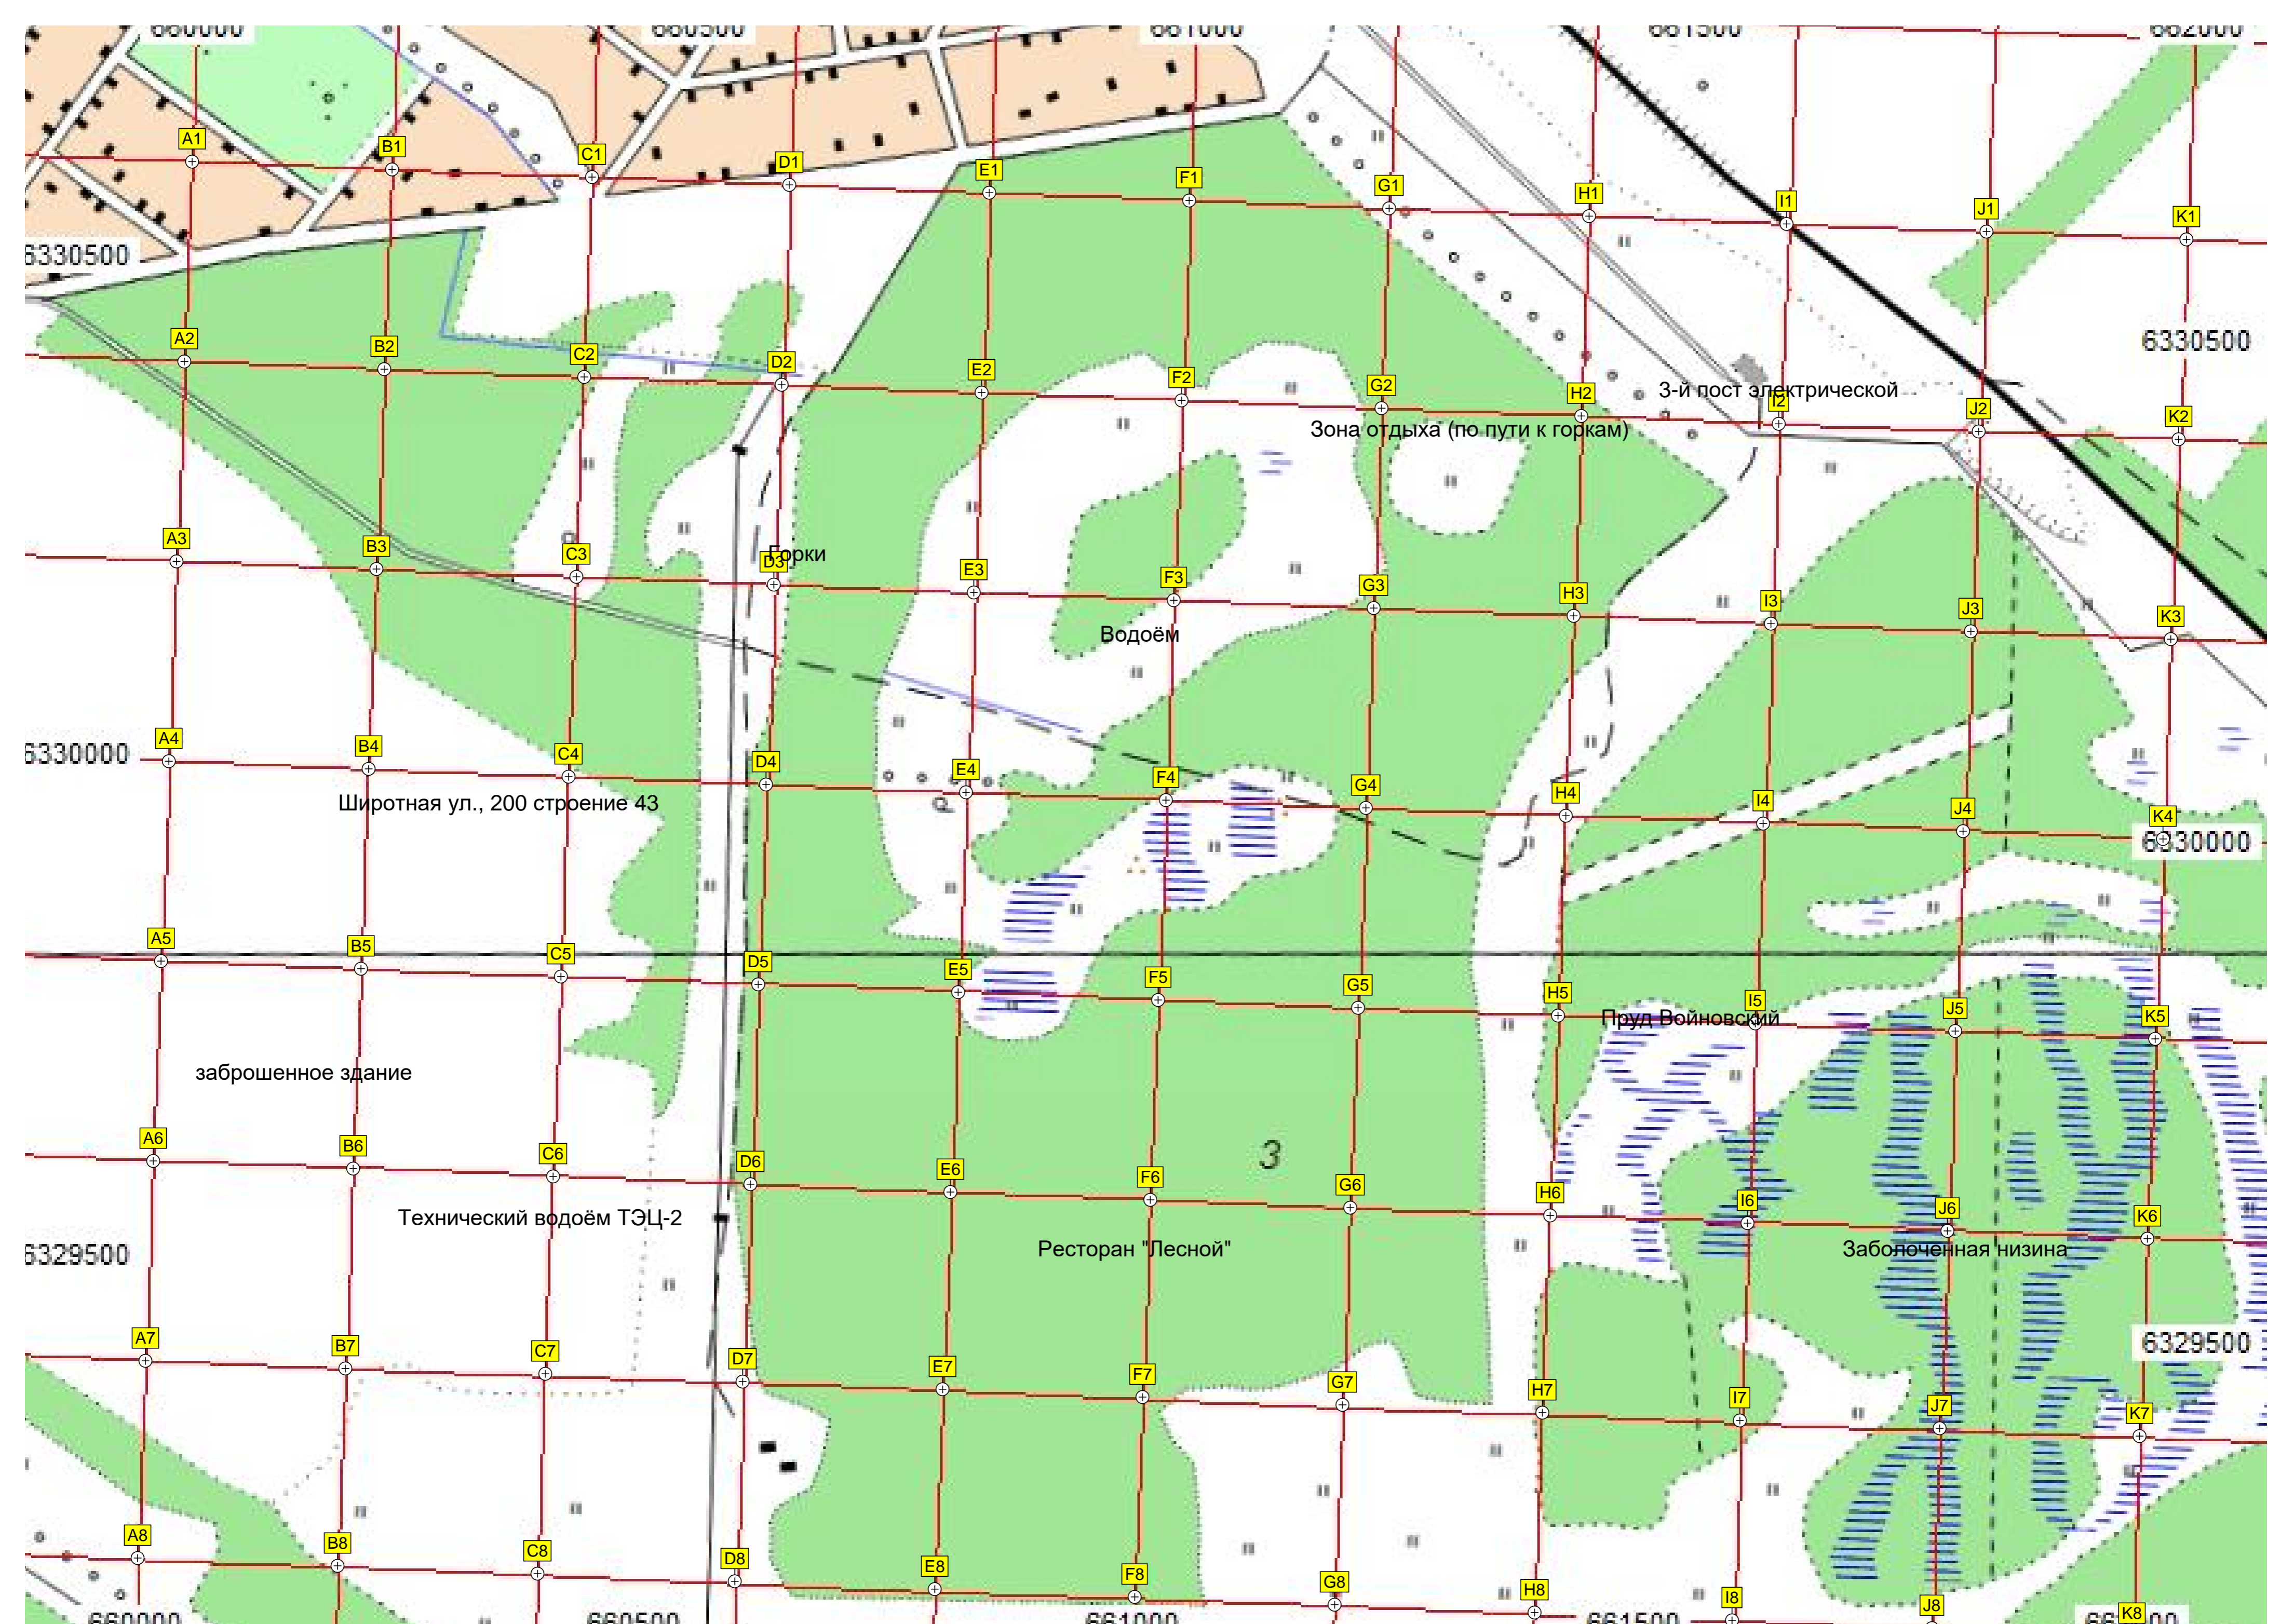 660000 660500 661000 661500 662000
A1 B1 C1 D1 E1 F1 G1 H1 I1 J1 K1
6330500
6330500
A2 B2 C2 D2 E2 F2 G2 H2 I2 J2 K2
3-й пост электрической
Зона отдыха (по пути к горкам)
A3 B3 C3 D3 E3 F3 G3 H3 I3 J3 K3
Горки
Водоём
6330000
A4 B4 C4 D4 E4 F4 G4 H4 I4 J4 K4
Широтная ул., 200 строение 43
6330000
A5 B5 C5 D5 E5 F5 G5 H5 I5 J5 K5
Пруд Войновский
заброшенное здание
3
A6 B6 C6 D6 E6 F6 G6 H6 I6 J6 K6
Технический водоём ТЭЦ-2
Ресторан "Лесной"
Заболоченная низина
6329500
6329500
A7 B7 C7 D7 E7 F7 G7 H7 I7 J7 K7
A8 B8 C8 D8 E8 F8 G8 H8 I8 J8 K8
660000 660500 661000 661500